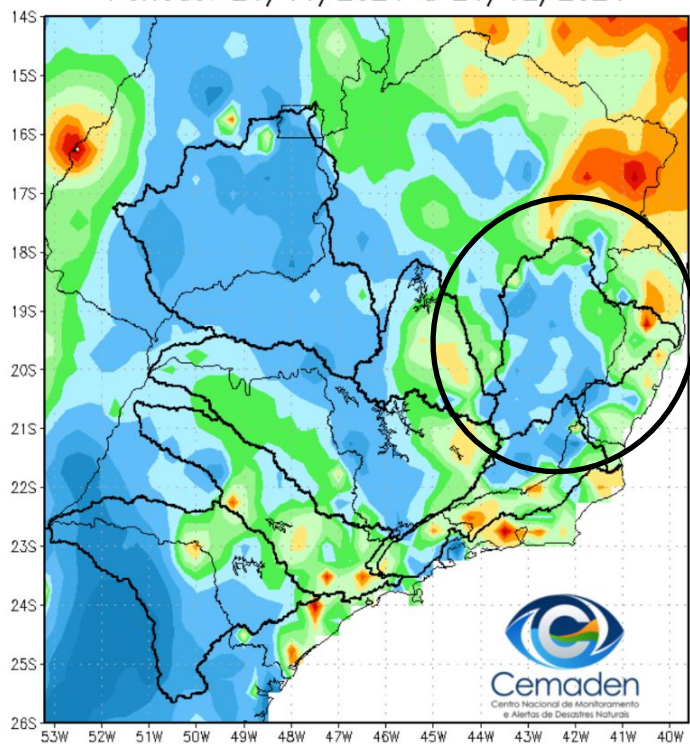 14S
15S
16S
17S
18S
19S
20S
21S
22S
23S
24S
25S
26S
53W 52W 51W 50W 49W 48W 47W 46W 45W 44W 43W 42W 41W 40W
Cemaden
Centro Nacional de Monitoramento
e Alertas de Desastres Naturais